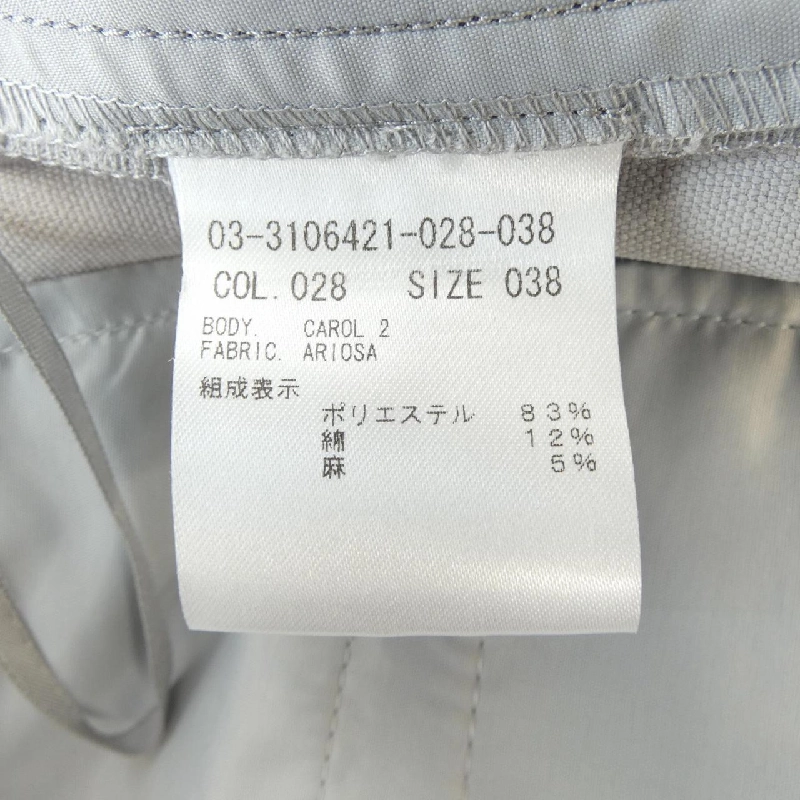 03-3106421-028-038
COL.028 SIZE 038
BODY. CAROL 2
FABRIC. ARIOSA
組成表示
ポリエステル 83%
綿 12%
麻 5%